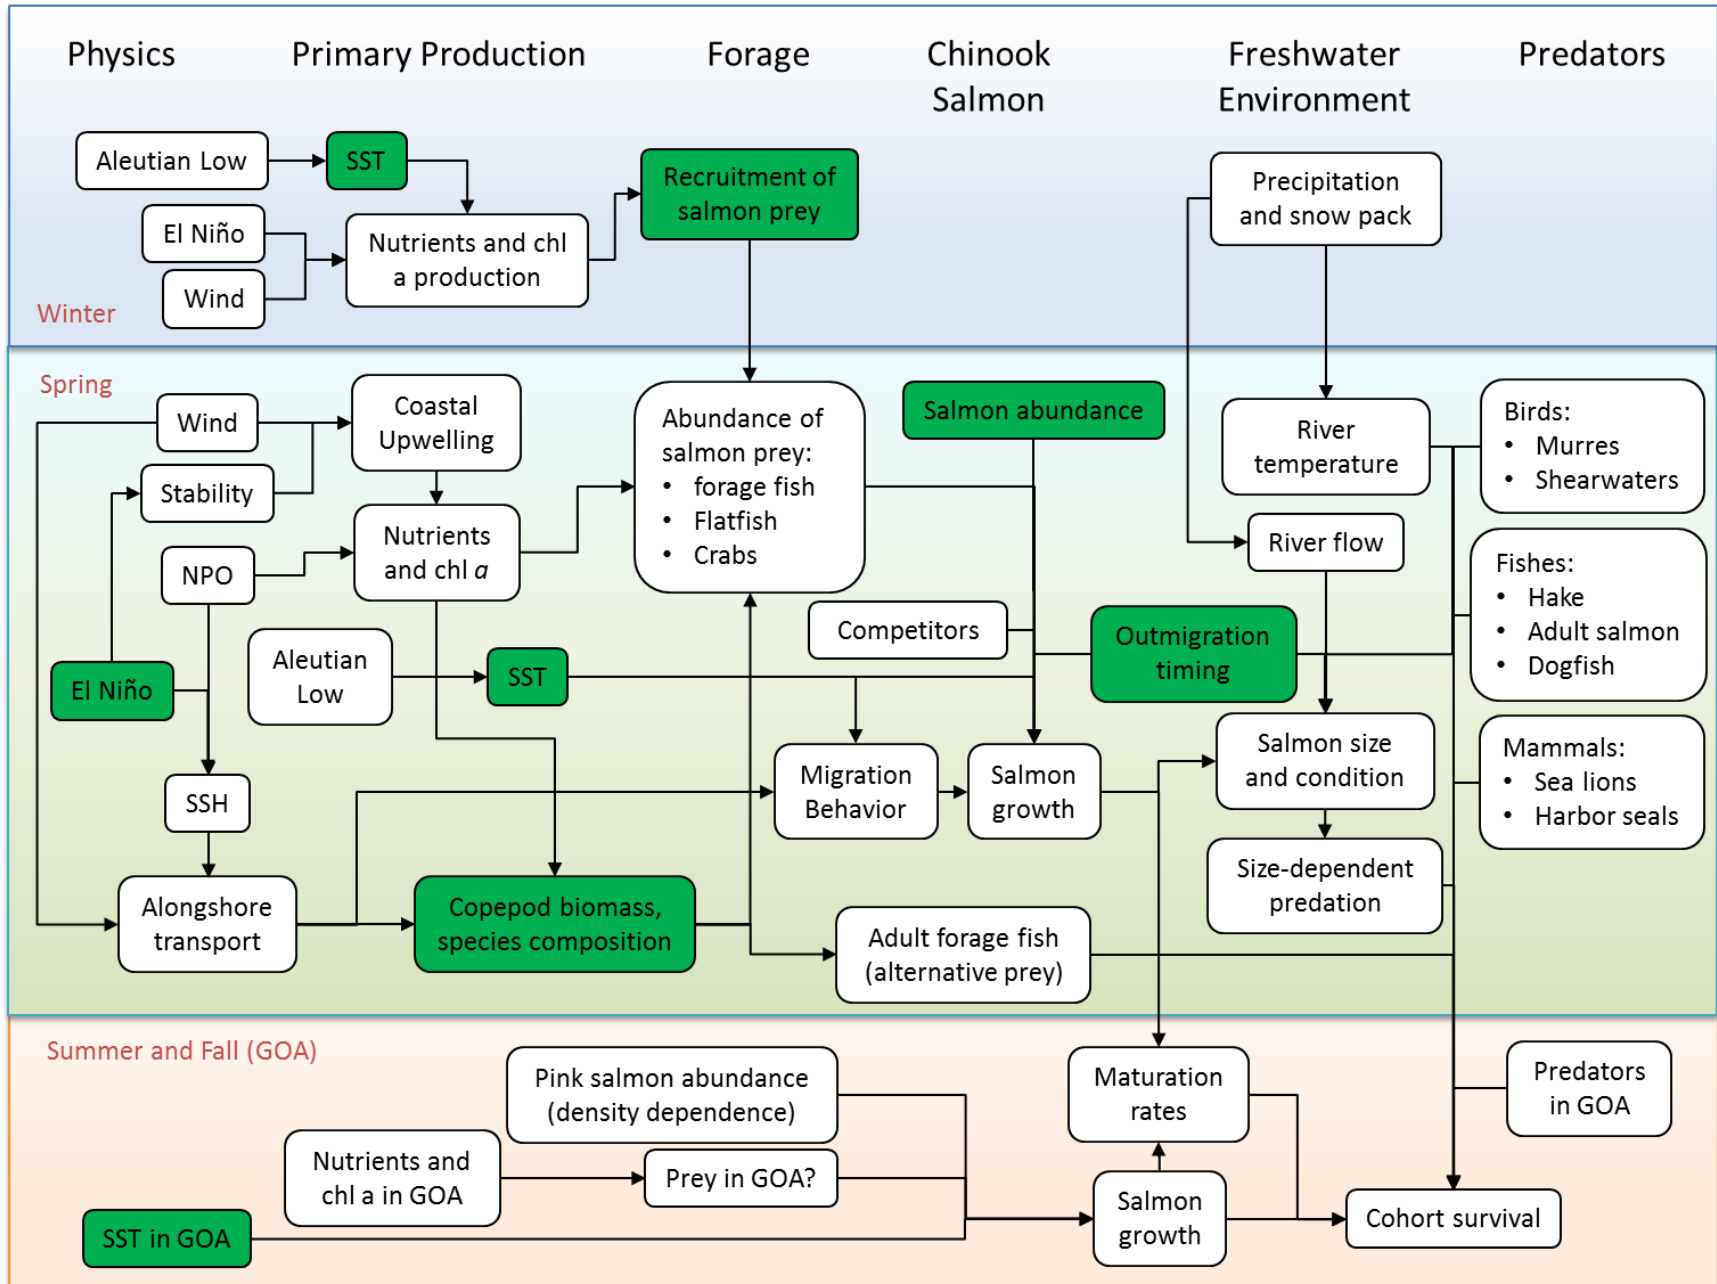 Physics
Primary Production
Forage
Chinook
Salmon
Freshwater
Environment
Predators
Aleutian Low
SST
El Niño
Wind
Nutrients and chl
a production
Recruitment of
salmon prey
Precipitation
and snow pack
Winter
Spring
Wind
Stability
NPO
El Niño
SSH
Alongshore
transport
Coastal
Upwelling
Nutrients
and chl a
Aleutian
Low
SST
Copepod biomass,
species composition
Abundance of
salmon prey:
• forage fish
• Flatfish
• Crabs
Salmon abundance
Competitors
Migration
Behavior
Salmon
growth
Adult forage fish
(alternative prey)
Outmigration
timing
River
temperature
River flow
Salmon size
and condition
Size-dependent
predation
Birds:
• Murres
• Shearwaters
Fishes:
• Hake
• Adult salmon
• Dogfish
Mammals:
• Sea lions
• Harbor seals
Summer and Fall (GOA)
Pink salmon abundance
(density dependence)
Nutrients and
chl a in GOA
Prey in GOA?
SST in GOA
Maturation
rates
Salmon
growth
Cohort survival
Predators
in GOA